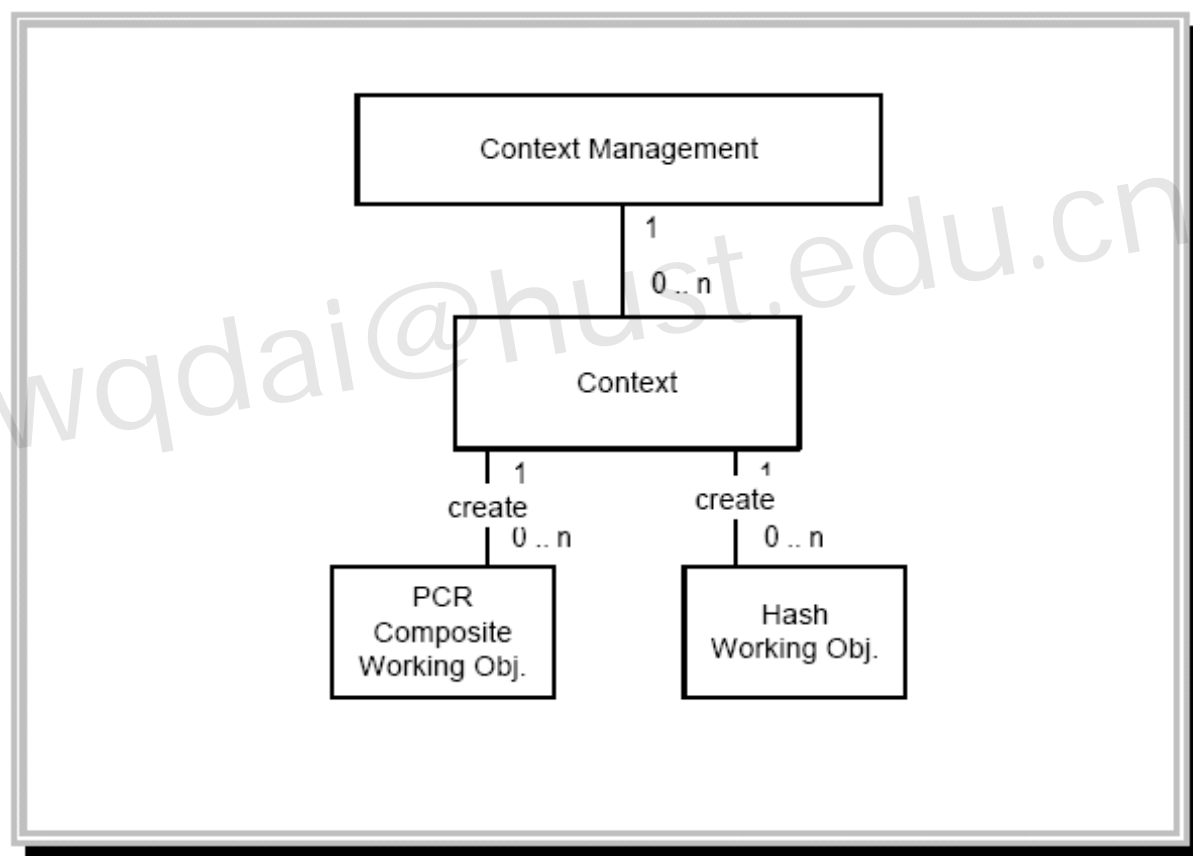 Context Management
1
0 .. n
wqdai@hust.edu.cn
Context
1
1
create
create
0 .. n
0 .. n
PCR
Composite
Working Obj.
Hash
Working Obj.